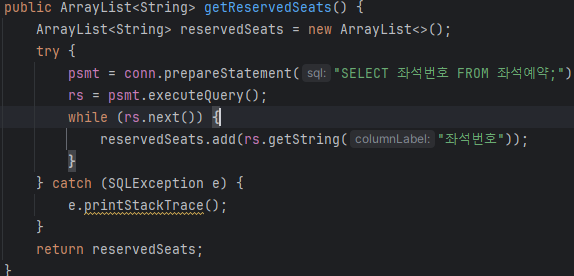 public ArrayList<String> getReservedSeats() {
    ArrayList<String> reservedSeats = new ArrayList<>();
    try {
        psmt = conn.prepareStatement( sql: "SELECT 좌석번호 FROM 좌석예약;")
        rs = psmt.executeQuery();
        while (rs.next()) {
            reservedSeats.add(rs.getString( columnLabel: "좌석번호"));
        }
    } catch (SQLException e) {
        e.printStackTrace();
    }
    return reservedSeats;
}